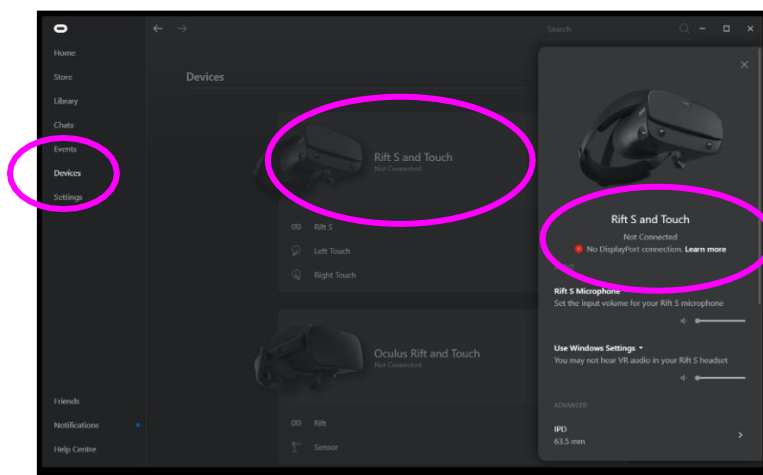 Search
Home
Store
Library
Chats
Events
Devices
Settings
Friends
Notifications
Help Centre
Devices
Rift S and Touch
Not Connected
Rift S
Left Touch
Right Touch
Oculus Rift and Touch
Not Connected
Rift
Sensor
Rift S and Touch
Not Connected
No DisplayPort connection. Learn more
Rift S Microphone
Set the input volume for your Rift S microphone
Use Windows Settings
You may not hear VR audio in your Rift S headset
ADVANCED
IPD
63.5 mm